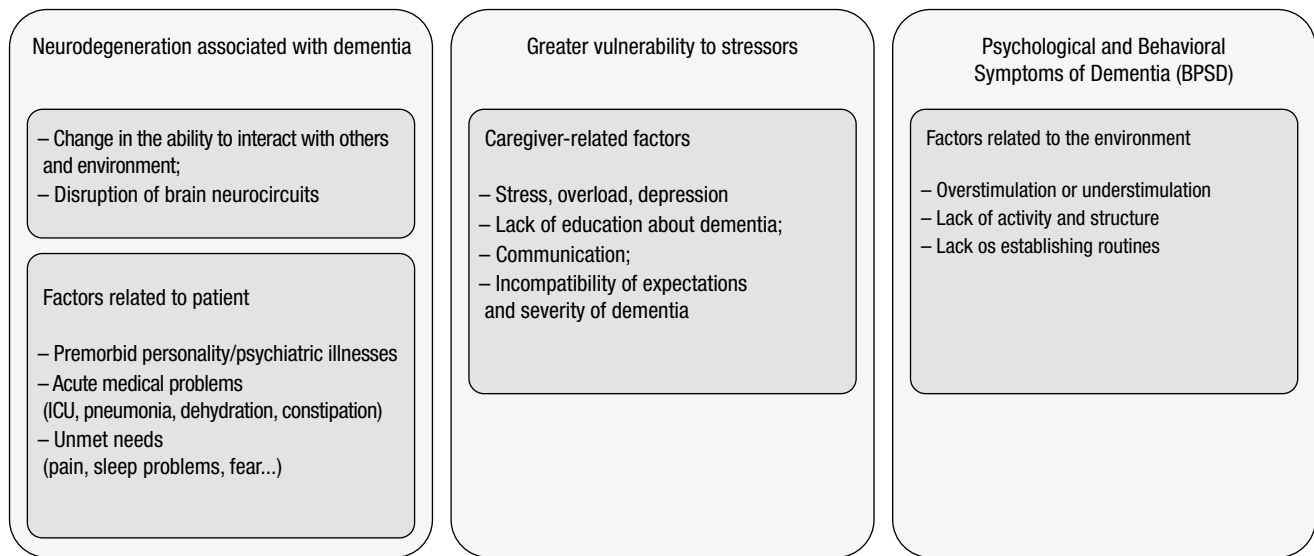 Neurodegeneration associated with dementia
– Change in the ability to interact with others
and environment;
– Disruption of brain neurocircuits
Factors related to patient
– Premorbid personality/psychiatric illnesses
– Acute medical problems
(ICU, pneumonia, dehydration, constipation)
– Unmet needs
(pain, sleep problems, fear...)
Greater vulnerability to stressors
Caregiver-related factors
– Stress, overload, depression
– Lack of education about dementia;
– Communication;
– Incompatibility of expectations
and severity of dementia
Psychological and Behavioral
Symptoms of Dementia (BPSD)
Factors related to the environment
– Overstimulation or understimulation
– Lack of activity and structure
– Lack os establishing routines